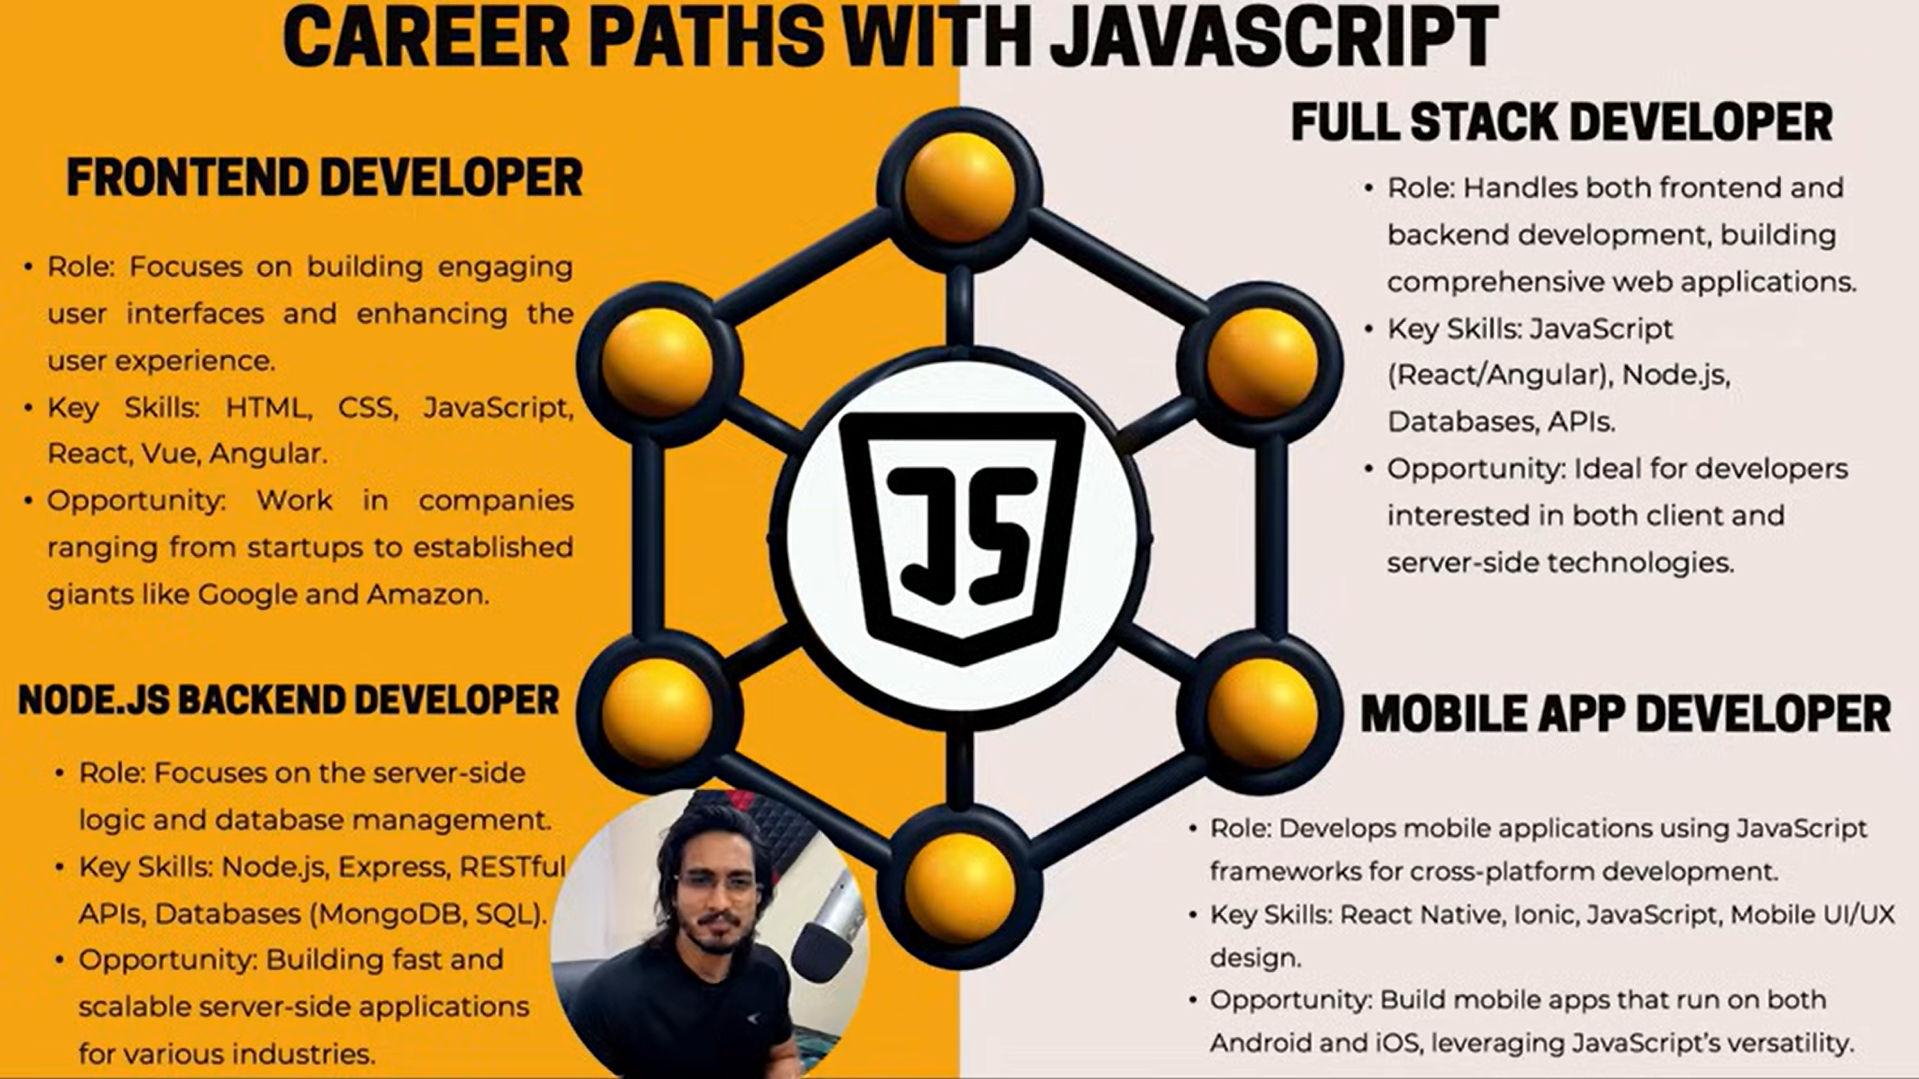 CAREER PATHS WITH JAVASCRIPT
FRONTEND DEVELOPER
• Role: Focuses on building engaging
user interfaces and enhancing the
user experience.
• Key Skills: HTML, CSS, JavaScript,
React, Vue, Angular.
• Opportunity: Work in companies
ranging from startups to established
giants like Google and Amazon.
NODE.JS BACKEND DEVELOPER
• Role: Focuses on the server-side
logic and database management.
• Key Skills: Node.js, Express, RESTful
APIs, Databases (MongoDB, SQL).
• Opportunity: Building fast and
scalable server-side applications
for various industries.
JS
FULL STACK DEVELOPER
• Role: Handles both frontend and
backend development, building
comprehensive web applications.
• Key Skills: JavaScript
(React/Angular), Node.js,
Databases, APIs.
• Opportunity: Ideal for developers
interested in both client and
server-side technologies.
MOBILE APP DEVELOPER
• Role: Develops mobile applications using JavaScript
frameworks for cross-platform development.
• Key Skills: React Native, Ionic, JavaScript, Mobile UI/UX
design.
• Opportunity: Build mobile apps that run on both
Android and iOS, leveraging JavaScript's versatility.